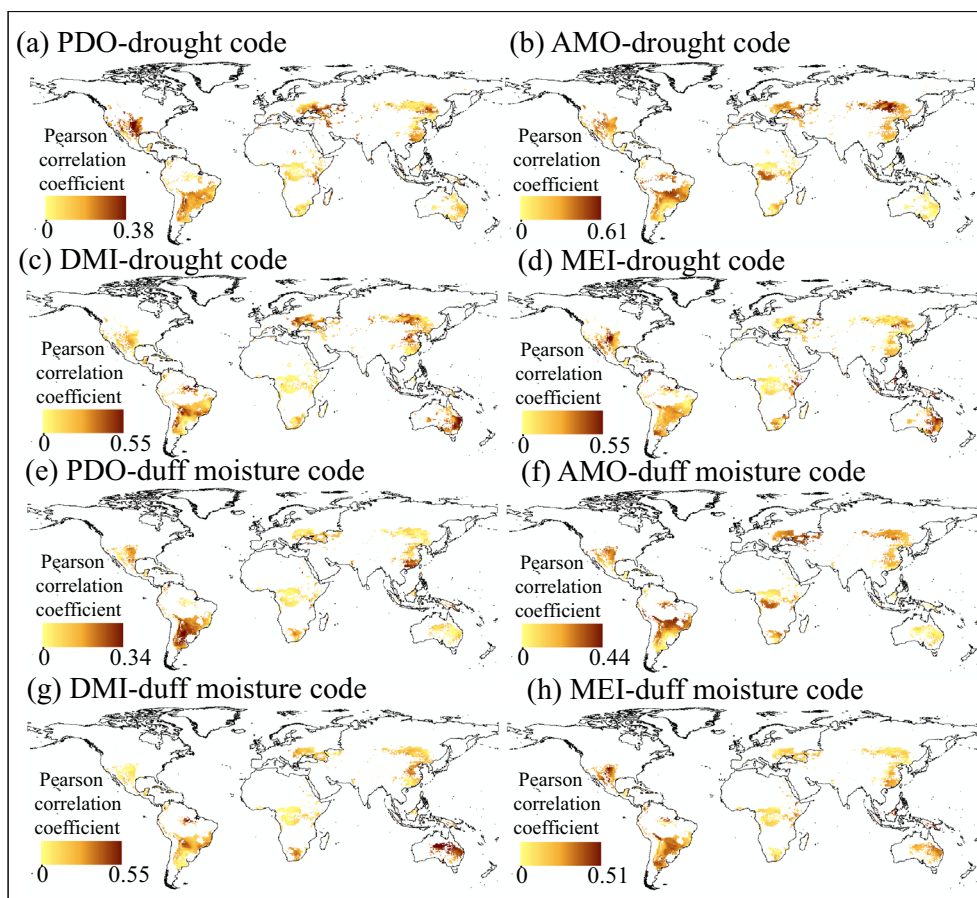 (a) PDO-drought code
Pearson
correlation
coefficient
0
0.38
(b) AMO-drought code
Pearson
correlation
coefficient
0
0.61
(c) DMI-drought code
Pearson
correlation
coefficient
0
0.55
(d) MEI-drought code
Pearson
correlation
coefficient
0
0.55
(e) PDO-duff moisture code
Pearson
correlation
coefficient
0
0.34
(f) AMO-duff moisture code
Pearson
correlation
coefficient
0
0.44
(g) DMI-duff moisture code
Pearson
correlation
coefficient
0
0.55
(h) MEI-duff moisture code
Pearson
correlation
coefficient
0
0.51